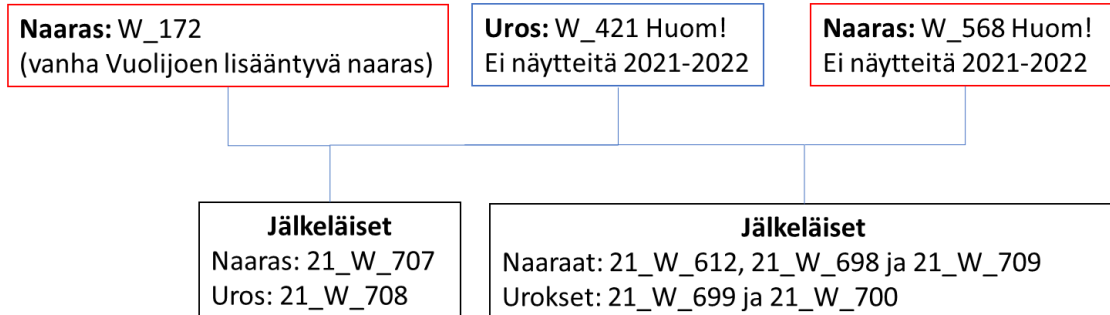 Naaras: W_172
(vanha Vuolijoen lisääntyvä naaras)
Uros: W_421 Huom!
Ei näytteitä 2021-2022
Naaras: W_568 Huom!
Ei näytteitä 2021-2022
Jälkeläiset
Naaras: 21_W_707
Uros: 21_W_708
Jälkeläiset
Naaraat: 21_W_612, 21_W_698 ja 21_W_709
Urokset: 21_W_699 ja 21_W_700